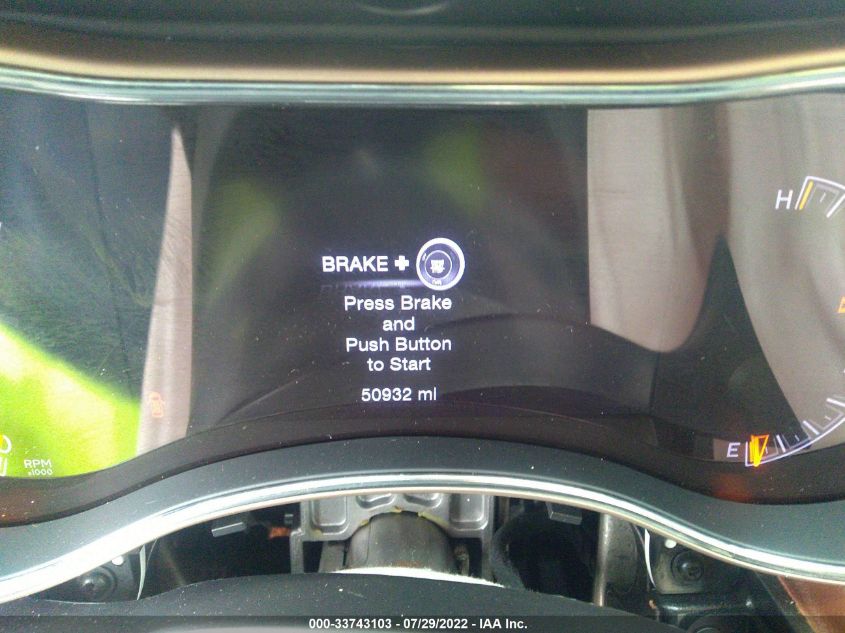 H
BRAKE +
Press Brake
and
Push Button
to Start
50932 mi
E
RPM
x1000
000-33743103 - 07/29/2022 - IAA Inc.